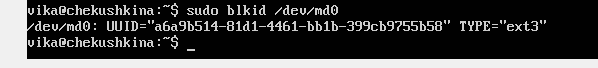 vika@chekushkina:~$ sudo blkid /dev/md0
/dev/md0: UUID="a6a9b514-81d1-4461-bb1b-399cb9755b58" TYPE="ext3"
vika@chekushkina:~$ _